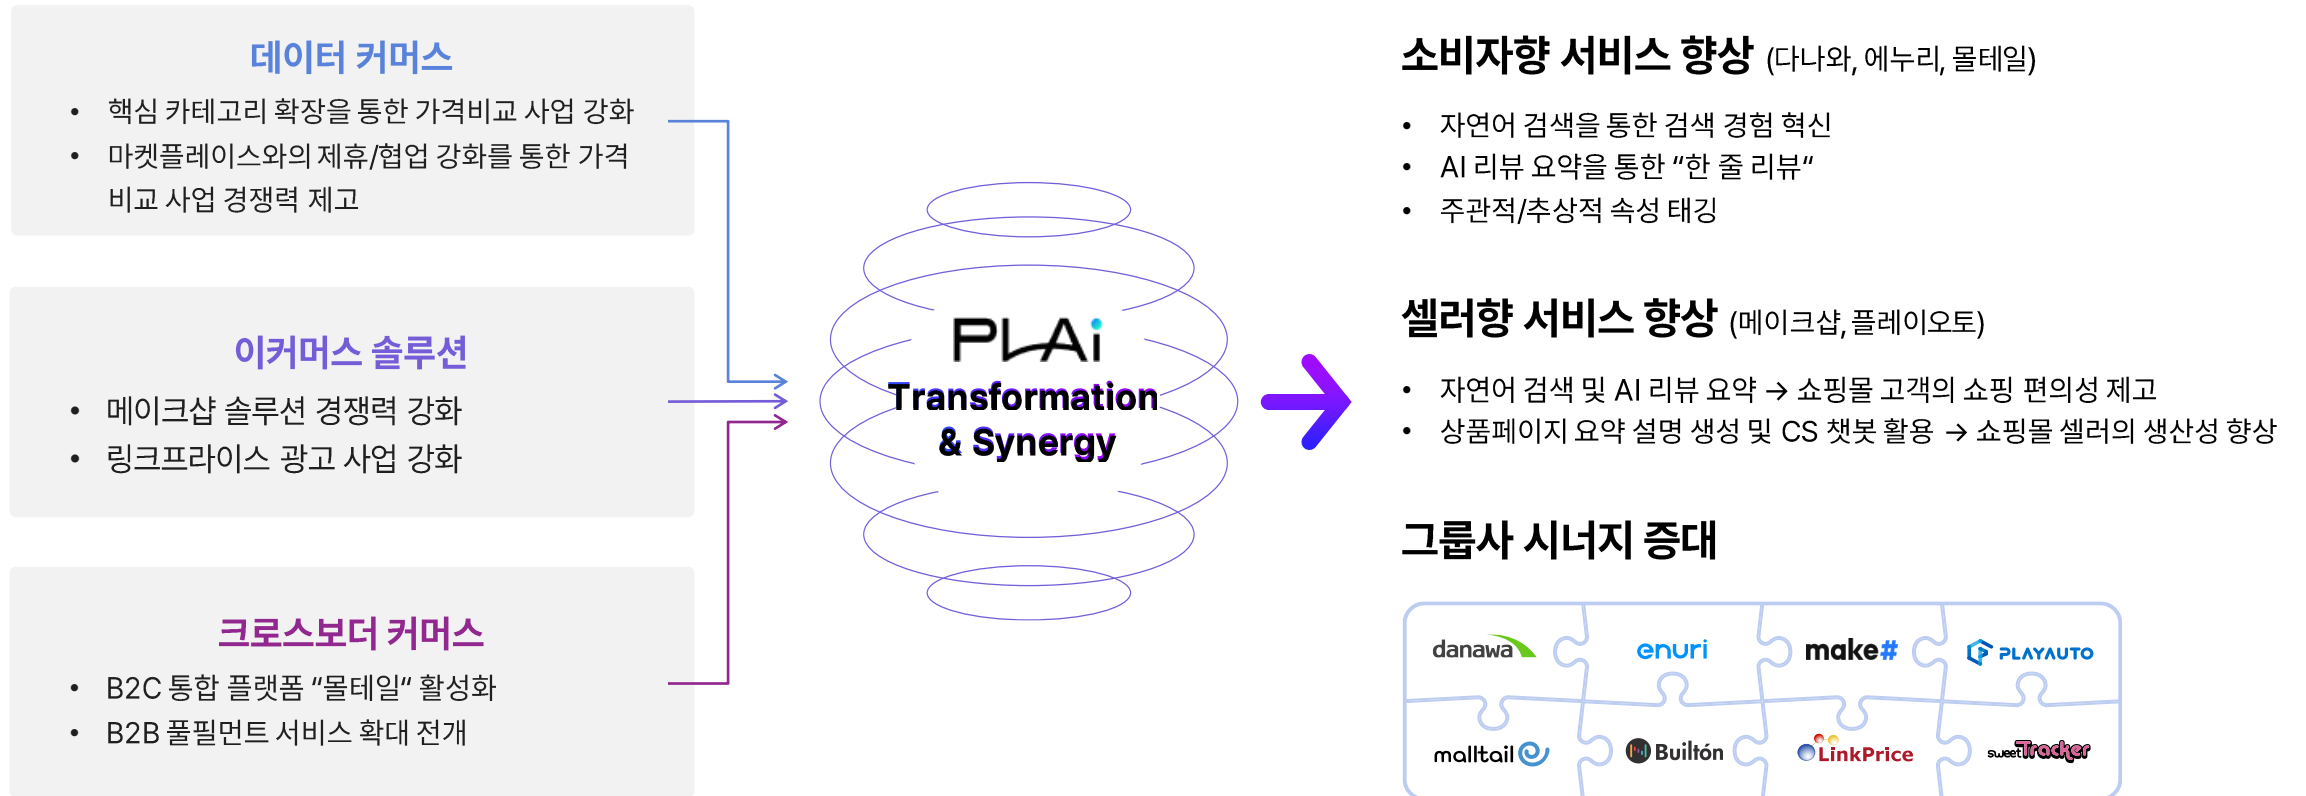 데이터 커머스
• 핵심 카테고리 확장을 통한 가격비교 사업 강화
• 마켓플레이스와의 제휴/협업 강화를 통한 가격
비교 사업 경쟁력 제고
이커머스 솔루션
• 메이크샵 솔루션 경쟁력 강화
• 링크프라이스 광고 사업 강화
크로스보더 커머스
• B2C 통합 플랫폼 “몰테일“ 활성화
• B2B 풀필먼트 서비스 확대 전개
PLAi
Transformation
& Synergy
소비자향 서비스 향상 (다나와, 에누리, 몰테일)
• 자연어 검색을 통한 검색 경험 혁신
• AI 리뷰 요약을 통한 “한 줄 리뷰“
• 주관적/추상적 속성 태깅
셀러향 서비스 향상 (메이크샵, 플레이오토)
• 자연어 검색 및 AI 리뷰 요약 → 쇼핑몰 고객의 쇼핑 편의성 제고
• 상품페이지 요약 설명 생성 및 CS 챗봇 활용 → 쇼핑몰 셀러의 생산성 향상
그룹사 시너지 증대
danawa
enuri
make#
PLAYAUTO
malltail
Builtón
LinkPrice
sweetTracker